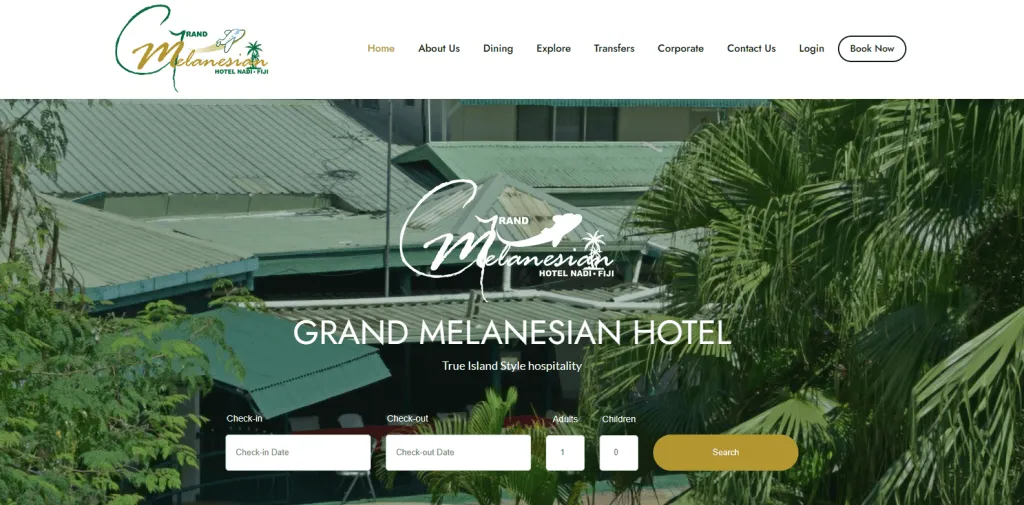 GRAND
Melanesian
HOTEL NADI • FIJI
Home
About Us
Dining
Explore
Transfers
Corporate
Contact Us
Login
Book Now
GRAND
Melanesian
HOTEL NADI • FIJI
GRAND MELANESIAN HOTEL
True Island Style hospitality
Check-in
Check-out
Adults
Children
Check-in Date
Check-out Date
1
0
Search